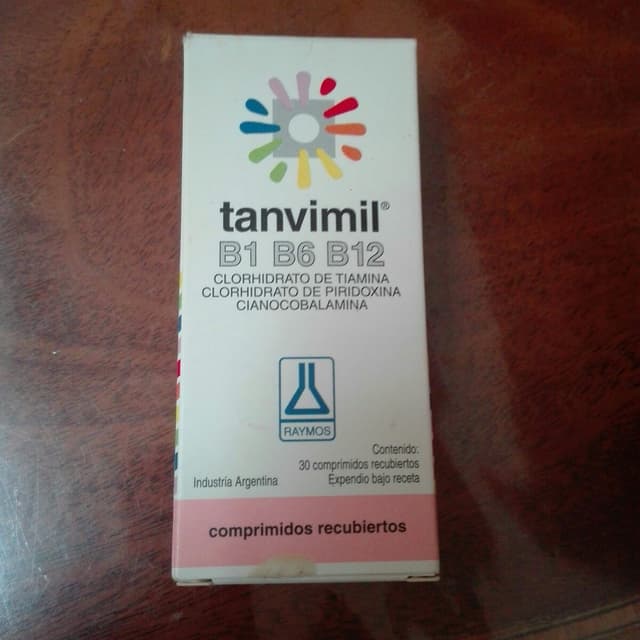 tanvimil®
B1 B6 B12
CLORHIDRATO DE TIAMINA
CLORHIDRATO DE PIRIDOXINA
CIANOCOBALAMINA
RAYMOS
Contenido:
30 comprimidos recubiertos
Industria Argentina Expendio bajo receta
comprimidos recubiertos